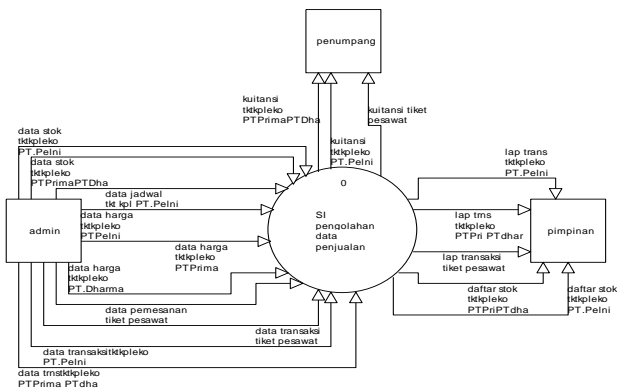 penumpang
kuitansi
tktkpleko
PTPrimaPTDha
kuitansi tiket
pesawat
kuitansi
tktkpleko
PT.Pelni
data stok
tktkpleko
PT.Pelni
data stok
tktkpleko
PTPrimaPTDha
data jadwal
tkt kpl PT.Pelni
data harga
tktkpleko
PTPelni
admin
data harga
tktkpleko
PTPrima
data harga
tktkpleko
PT.Dharma
data pemesanan
tiket pesawat
data transaksi
tiket pesawat
data transaksitktkpleko
PT.Pelni
data trnstktkpleko
PTPrima PTdha
0
SI
pengolahan
data
penjualan
lap trans
tktkpleko
PT.Pelni
lap trns
tktkpleko
PTPri PTdhar
pimpinan
lap transaksi
tiket pesawat
daftar stok
tktkpleko
PTPriPTdha
daftar stok
tktkpleko
PT.Pelni